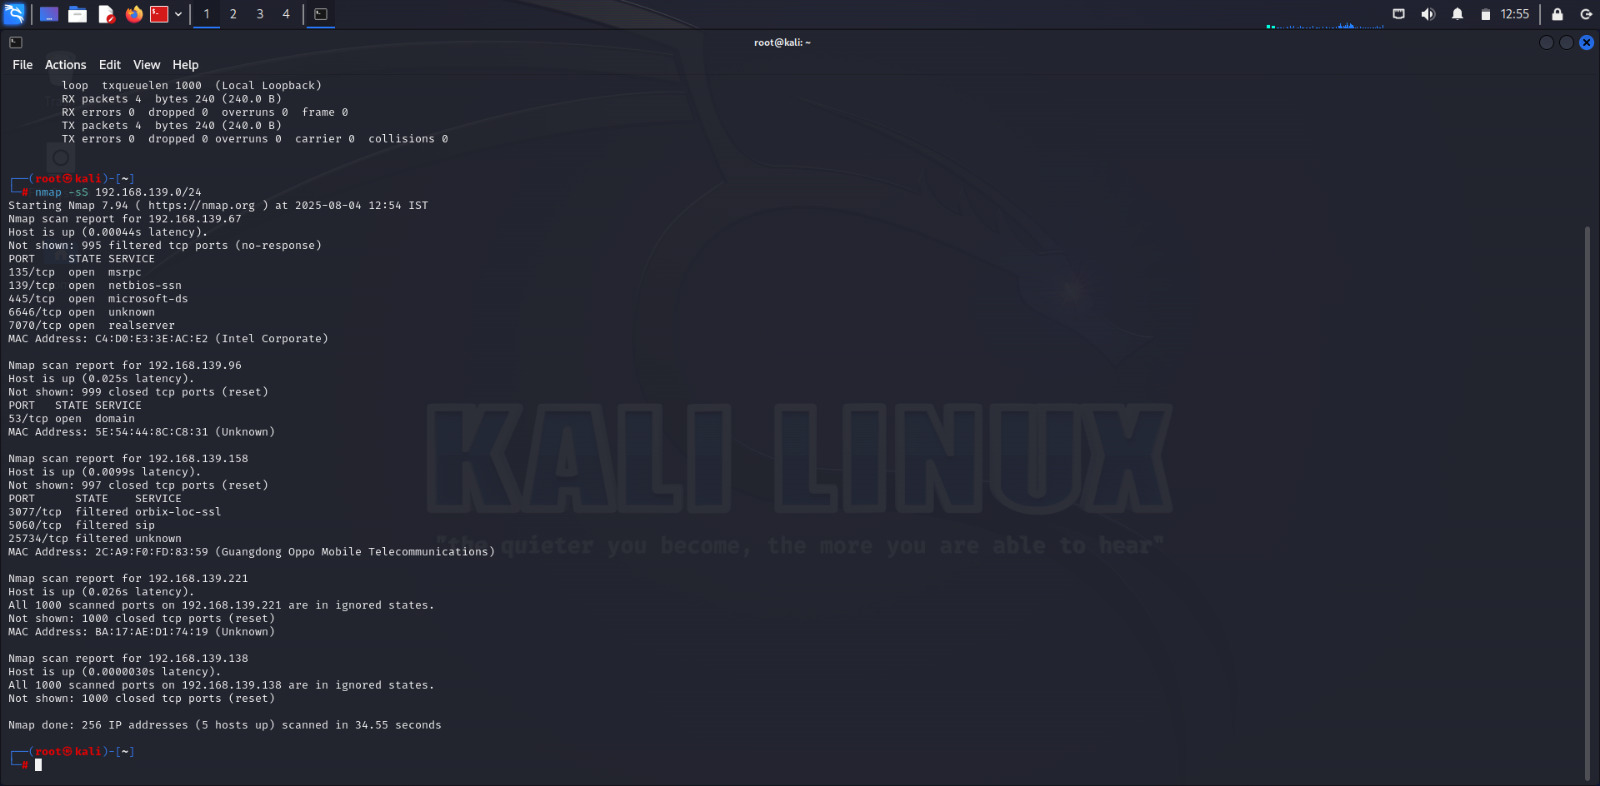 1 2 3 4
12:55
root@kali: ~
File Actions Edit View Help
loop txqueuelen 1000 (Local Loopback)
RX packets 4 bytes 240 (240.0 B)
RX errors 0 dropped 0 overruns 0 frame 0
TX packets 4 bytes 240 (240.0 B)
TX errors 0 dropped 0 overruns 0 carrier 0 collisions 0
┌──(root㉿kali)-[~]
└─# nmap -sS 192.168.139.0/24
Starting Nmap 7.94 ( https://nmap.org ) at 2025-08-04 12:54 IST
Nmap scan report for 192.168.139.67
Host is up (0.00044s latency).
Not shown: 995 filtered tcp ports (no-response)
PORT STATE SERVICE
135/tcp open msrpc
139/tcp open netbios-ssn
445/tcp open microsoft-ds
6646/tcp open unknown
7070/tcp open realserver
MAC Address: C4:D0:E3:3E:AC:E2 (Intel Corporate)
Nmap scan report for 192.168.139.96
Host is up (0.025s latency).
Not shown: 999 closed tcp ports (reset)
PORT STATE SERVICE
53/tcp open domain
MAC Address: 5E:54:44:8C:C8:31 (Unknown)
Nmap scan report for 192.168.139.158
Host is up (0.0099s latency).
Not shown: 997 closed tcp ports (reset)
PORT STATE SERVICE
3077/tcp filtered orbix-loc-ssl
5060/tcp filtered sip
25734/tcp filtered unknown
MAC Address: 2C:A9:F0:FD:83:59 (Guangdong Oppo Mobile Telecommunications)
Nmap scan report for 192.168.139.221
Host is up (0.026s latency).
All 1000 scanned ports on 192.168.139.221 are in ignored states.
Not shown: 1000 closed tcp ports (reset)
MAC Address: BA:17:AE:D1:74:19 (Unknown)
Nmap scan report for 192.168.139.138
Host is up (0.0000030s latency).
All 1000 scanned ports on 192.168.139.138 are in ignored states.
Not shown: 1000 closed tcp ports (reset)
Nmap done: 256 IP addresses (5 hosts up) scanned in 34.55 seconds
┌──(root㉿kali)-[~]
└─#
KALI LINUX
"the quieter you become, the more you are able to hear"